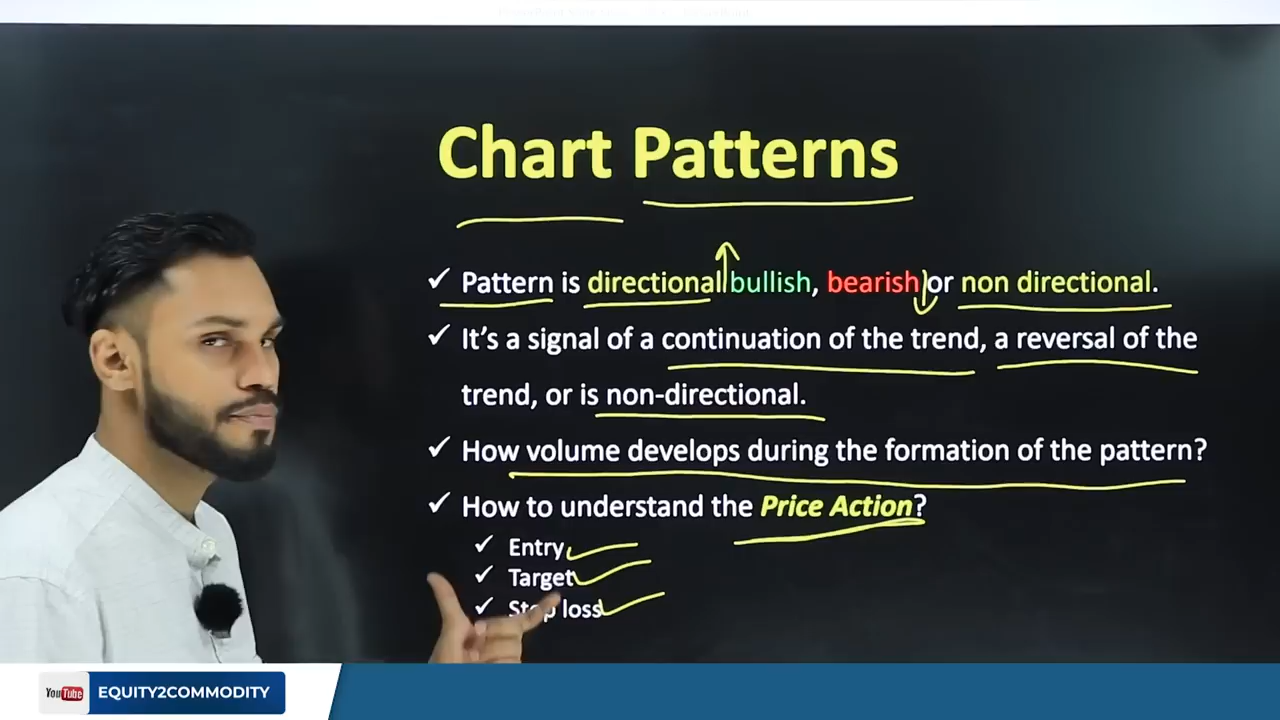 Chart Patterns
✓ Pattern is directional bullish, bearish or non directional.
✓ It's a signal of a continuation of the trend, a reversal of the
trend, or is non-directional.
✓ How volume develops during the formation of the pattern?
✓ How to understand the Price Action?
✓ Entry
✓ Target
✓ Stop loss
YouTube EQUITY2COMMODITY